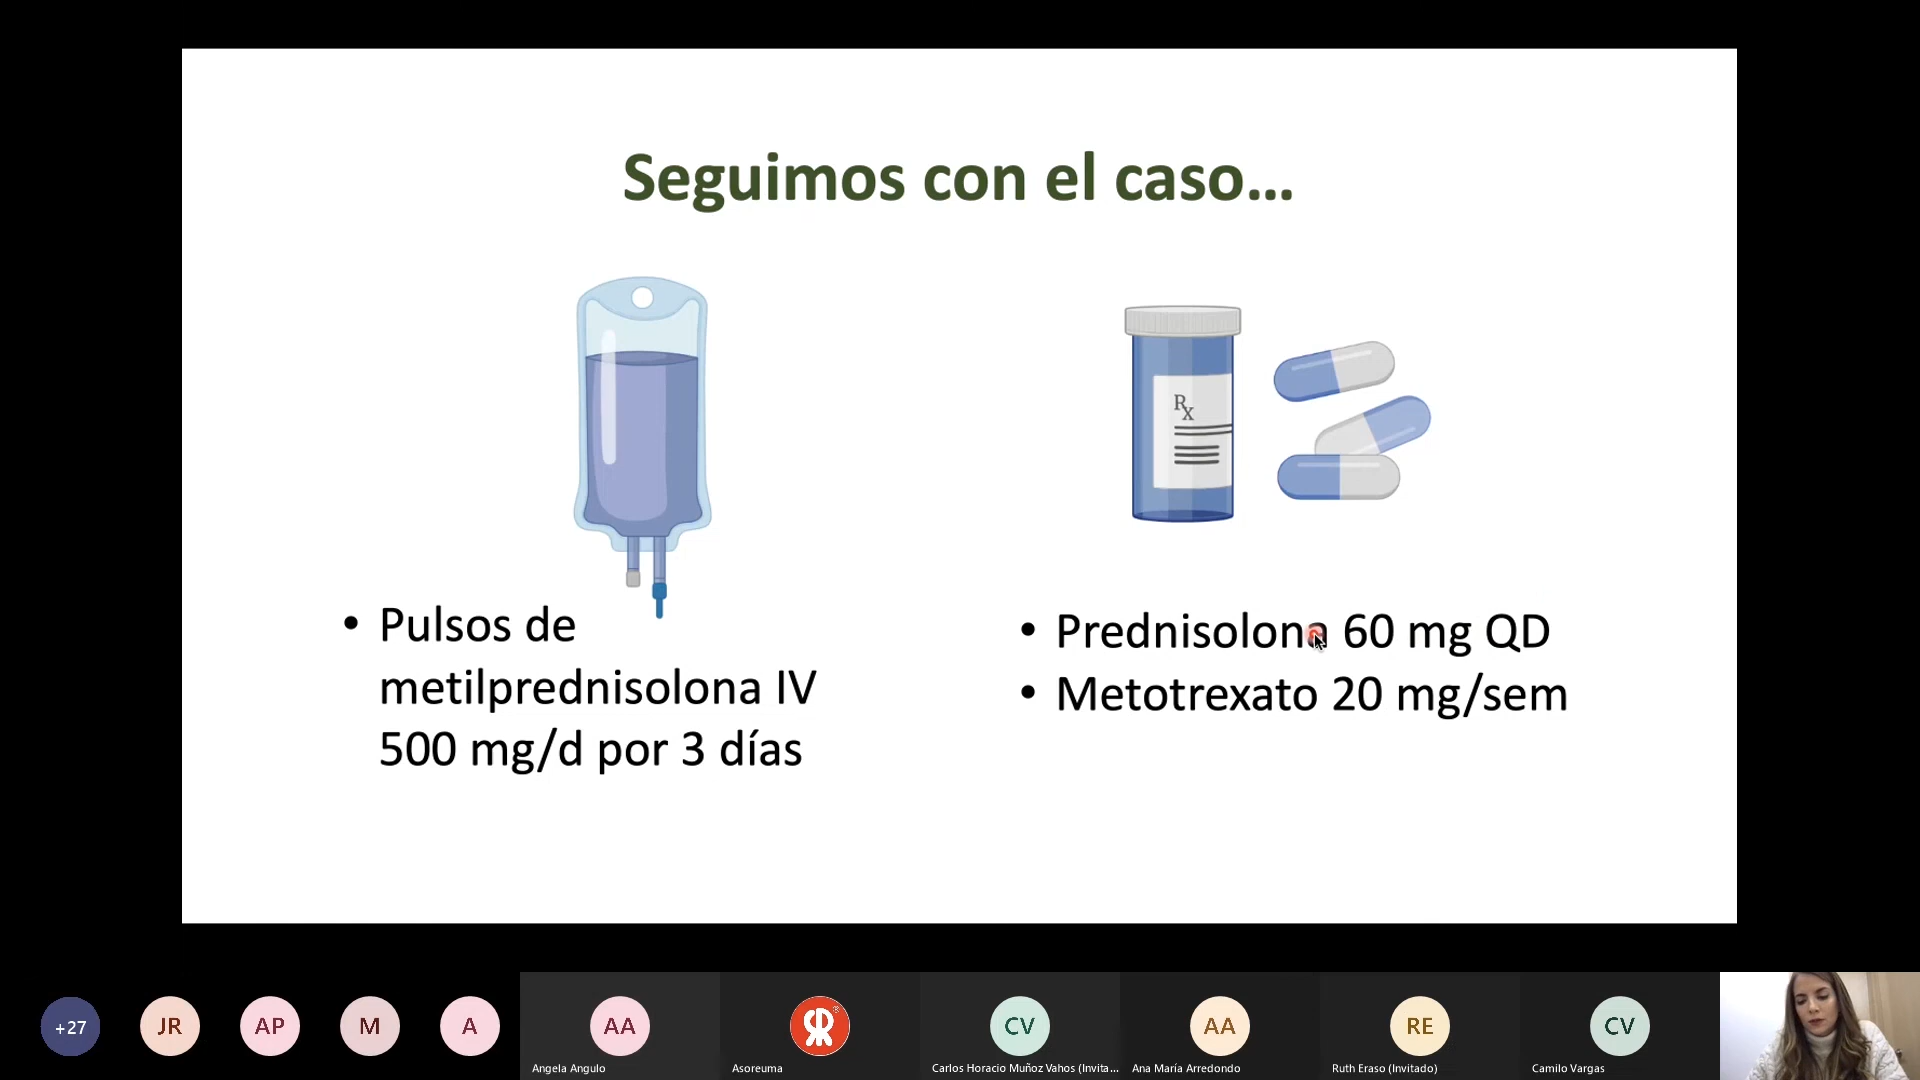 Seguimos con el caso...
Rx
• Pulsos de
metilprednisolona IV
500 mg/d por 3 días
• Prednisolona 60 mg QD
• Metotrexato 20 mg/sem
+27
JR
AP
M
A
AA
Angela Angulo
Asoreuma
CV
Carlos Horacio Muñoz Vahos (Invita...
AA
Ana María Arredondo
RE
Ruth Eraso (Invitado)
CV
Camilo Vargas